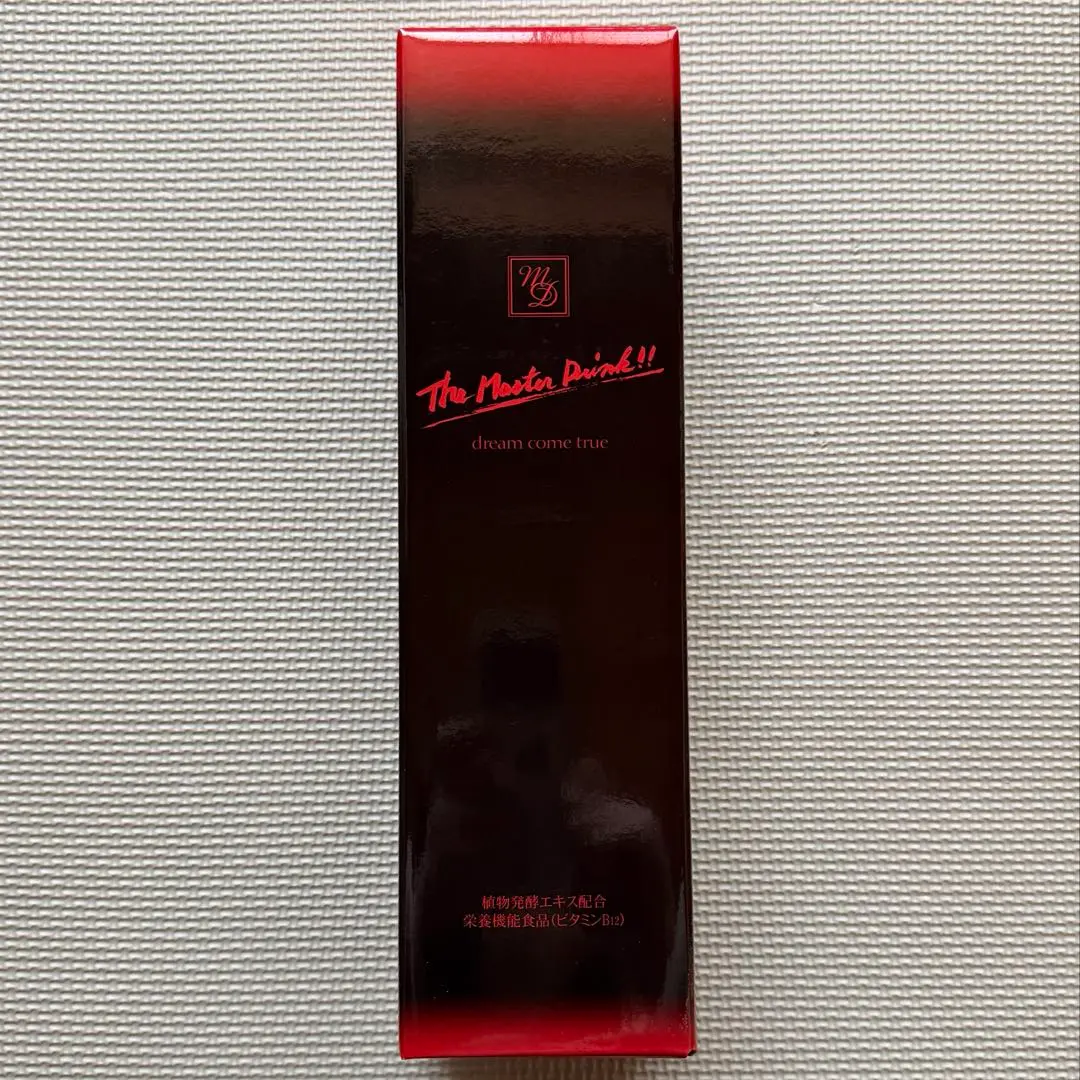 MD
The Master Drink!!
dream come true
植物発酵エキス配合
栄養機能食品(ビタミンB12)